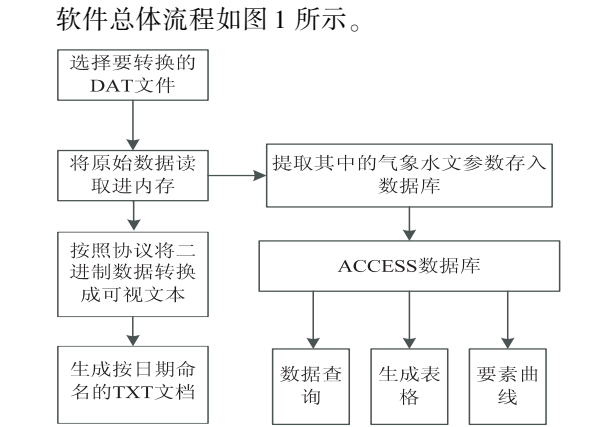 软件总体流程如图1所示。
选择要转换的
DAT文件
将原始数据读
取进内存
提取其中的气象水文参数存入
数据库
按照协议将二
进制数据转换
成可视文本
ACCESS数据库
生成按日期命
名的TXT文档
数据查
询
生成表
格
要素曲
线